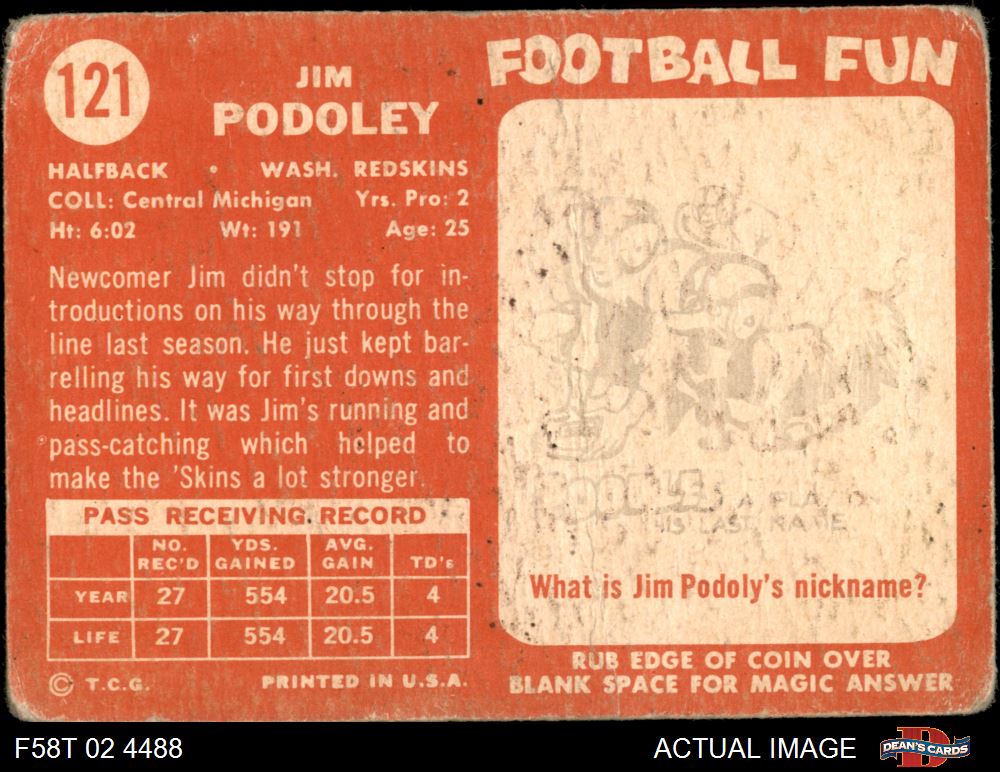 121
JIM
PODOLEY
HALFBACK • WASH. REDSKINS
COLL: Central Michigan Yrs. Pro: 2
Ht: 6:02 Wt: 191 Age: 25
Newcomer Jim didn't stop for in-
troductions on his way through the
line last season. He just kept bar-
relling his way for first downs and
headlines. It was Jim's running and
pass-catching which helped to
make the 'Skins a lot stronger.
PASS RECEIVING RECORD
NO. REC'D YDS. GAINED AVG. GAIN TD's
YEAR 27 554 20.5 4
LIFE 27 554 20.5 4
© T.C.G. PRINTED IN U.S.A.
FOOTBALL FUN
A PLAY ON
HIS LAST NAME
What is Jim Podoly's nickname?
RUB EDGE OF COIN OVER
BLANK SPACE FOR MAGIC ANSWER
F58T 02 4488 ACTUAL IMAGE DEAN'S CARDS